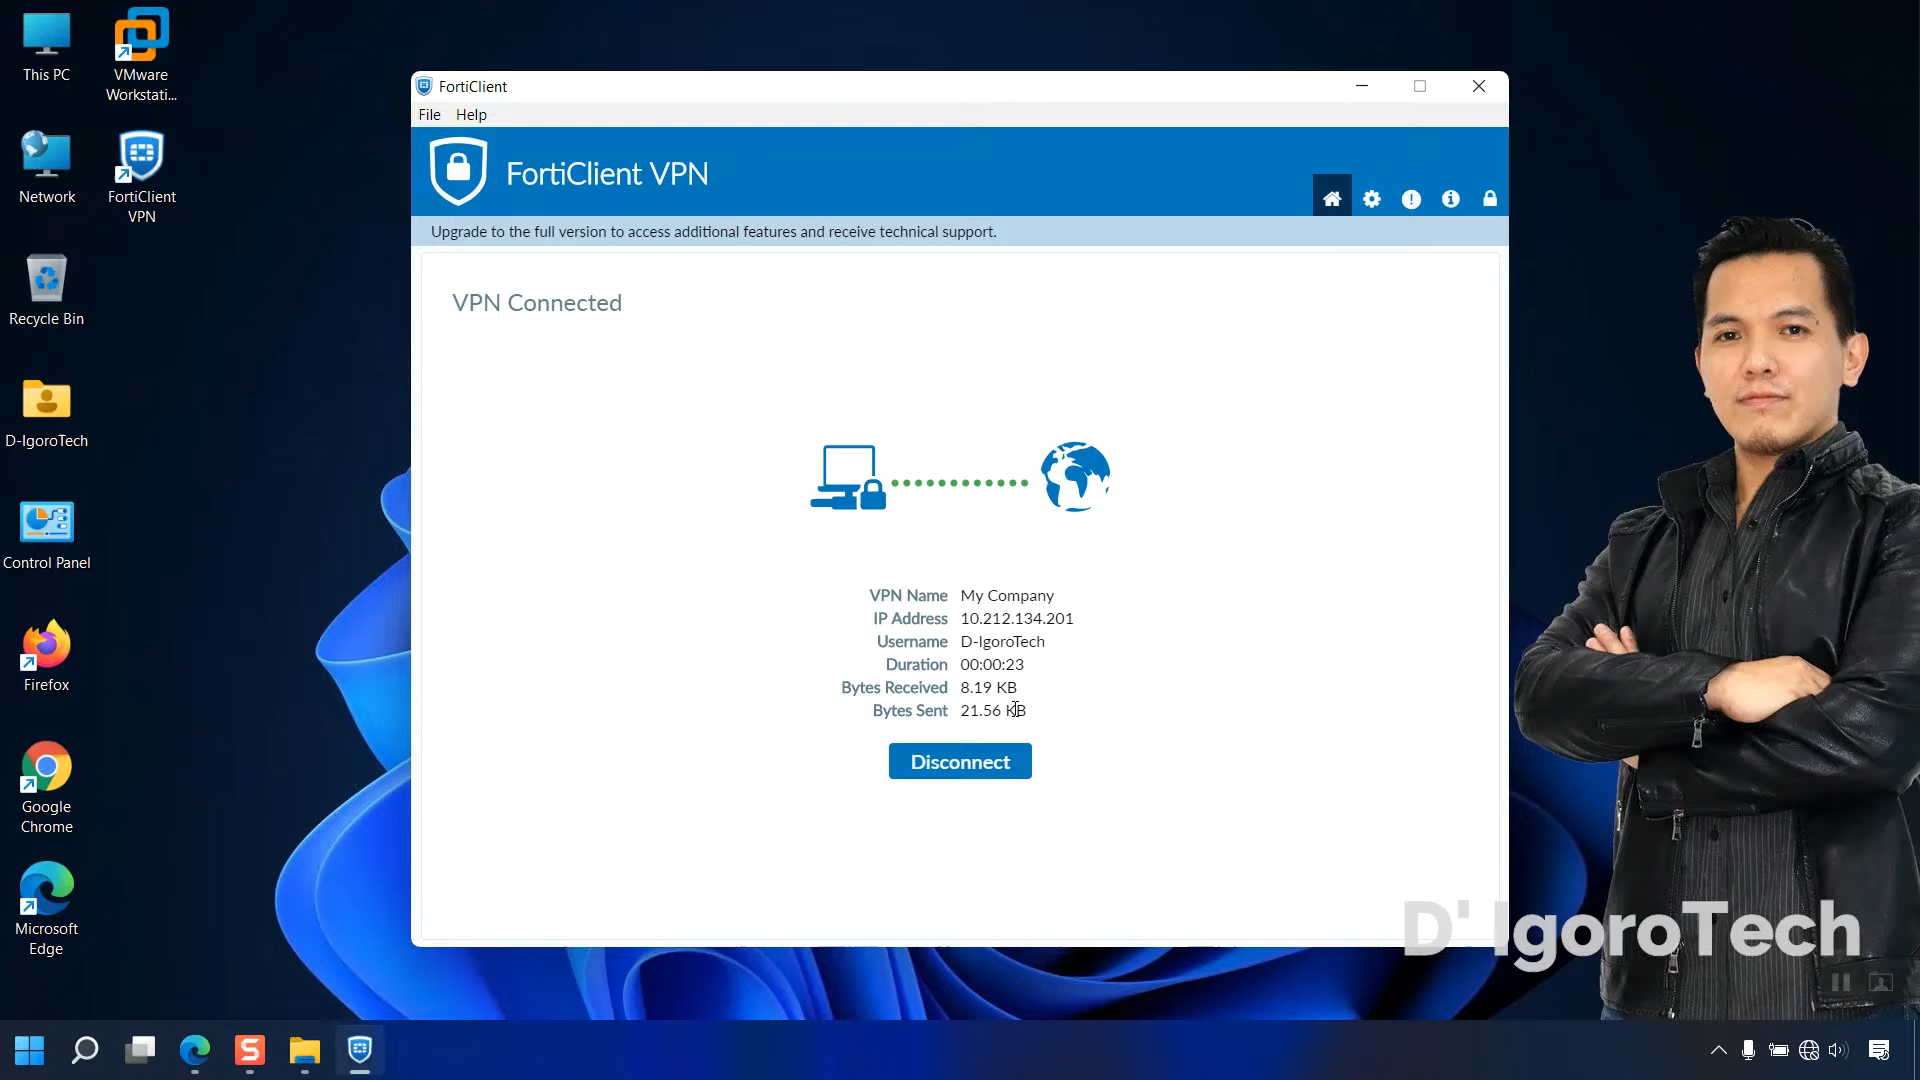 This PC
VMware
Workstati...
Network
FortiClient
VPN
Recycle Bin
D-IgoroTech
Control Panel
Firefox
Google
Chrome
Microsoft
Edge
FortiClient
File Help
FortiClient VPN
Upgrade to the full version to access additional features and receive technical support.
VPN Connected
VPN Name My Company
IP Address 10.212.134.201
Username D-IgoroTech
Duration 00:00:23
Bytes Received 8.19 KB
Bytes Sent 21.56 KB
Disconnect
D' IgoroTech